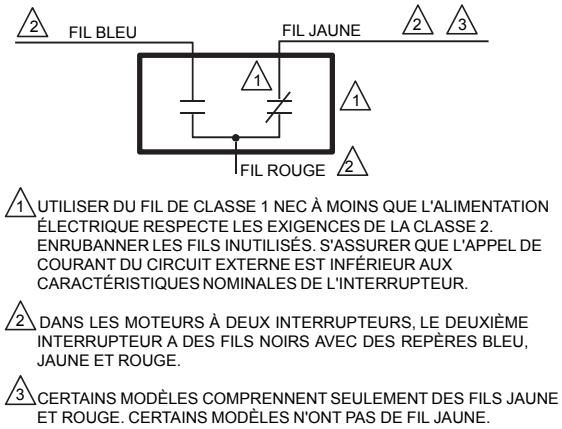 2 FIL BLEU FIL JAUNE 2 3
1
1
FIL ROUGE 2
1 UTILISER DU FIL DE CLASSE 1 NEC À MOINS QUE L'ALIMENTATION
ÉLECTRIQUE RESPECTE LES EXIGENCES DE LA CLASSE 2.
ENRUBANNER LES FILS INUTILISÉS. S'ASSURER QUE L'APPEL DE
COURANT DU CIRCUIT EXTERNE EST INFÉRIEUR AUX
CARACTÉRISTIQUES NOMINALES DE L'INTERRUPTEUR.
2 DANS LES MOTEURS À DEUX INTERRUPTEURS, LE DEUXIÈME
INTERRUPTEUR A DES FILS NOIRS AVEC DES REPÈRES BLEU,
JAUNE ET ROUGE.
3 CERTAINS MODÈLES COMPRENNENT SEULEMENT DES FILS JAUNE
ET ROUGE. CERTAINS MODÈLES N'ONT PAS DE FIL JAUNE.